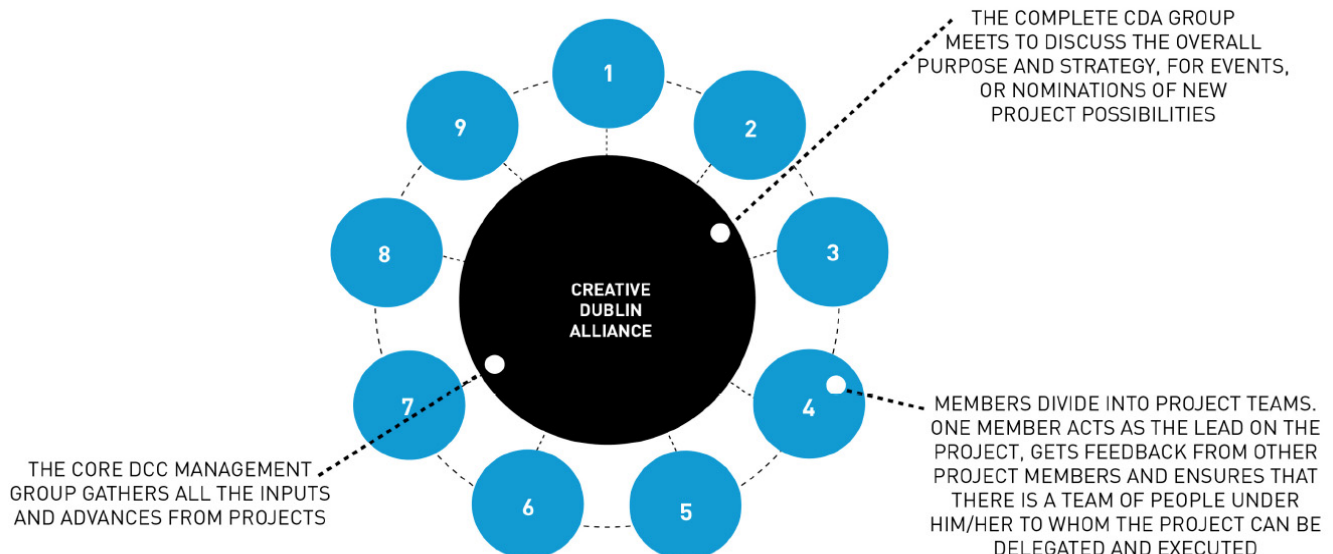 THE COMPLETE CDA GROUP
MEETS TO DISCUSS THE OVERALL
PURPOSE AND STRATEGY, FOR EVENTS,
OR NOMINATIONS OF NEW
PROJECT POSSIBILITIES
1
2
3
4
5
6
7
8
9
CREATIVE
DUBLIN
ALLIANCE
MEMBERS DIVIDE INTO PROJECT TEAMS.
ONE MEMBER ACTS AS THE LEAD ON THE
PROJECT, GETS FEEDBACK FROM OTHER
PROJECT MEMBERS AND ENSURES THAT
THERE IS A TEAM OF PEOPLE UNDER
HIM/HER TO WHOM THE PROJECT CAN BE
DELEGATED AND EXECUTED
THE CORE DCC MANAGEMENT
GROUP GATHERS ALL THE INPUTS
AND ADVANCES FROM PROJECTS